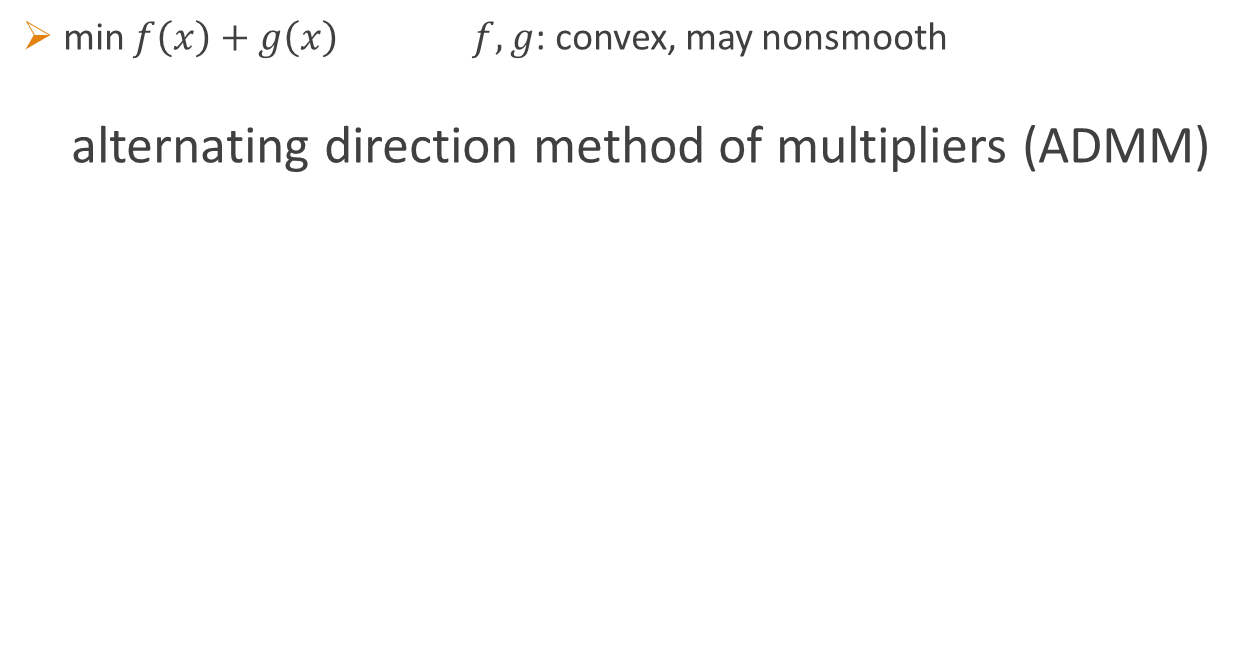 ➢ min 𝑓(𝑥) + 𝑔(𝑥) 𝑓, 𝑔: convex, may nonsmooth
alternating direction method of multipliers (ADMM)